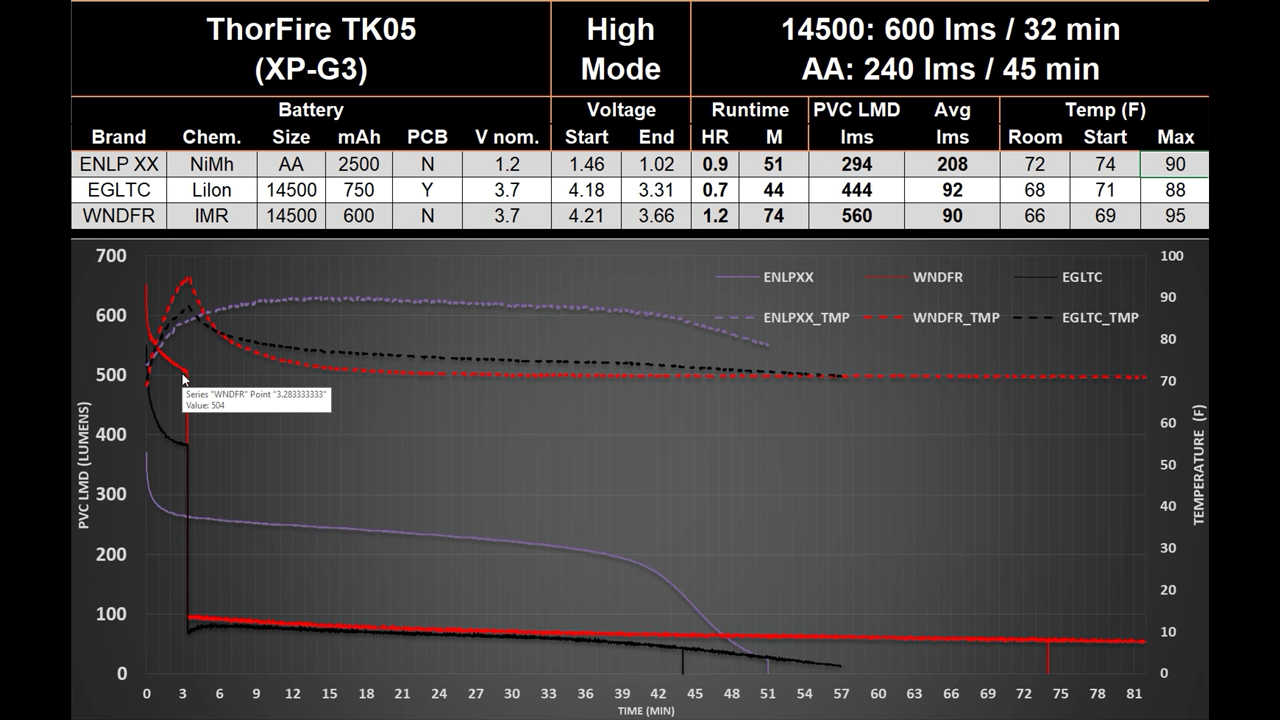 ThorFire TK05
(XP-G3)
High
Mode
14500: 600 lms / 32 min
AA: 240 lms / 45 min
Battery Voltage Runtime PVC LMD Avg Temp (F)
Brand Chem. Size mAh PCB V nom. Start End HR M lms lms Room Start Max
ENLP XX NiMh AA 2500 N 1.2 1.46 1.02 0.9 51 294 208 72 74 90
EGLTC LiIon 14500 750 Y 3.7 4.18 3.31 0.7 44 444 92 68 71 88
WNDFR IMR 14500 600 N 3.7 4.21 3.66 1.2 74 560 90 66 69 95
700
600
500
400
300
200
100
0
PVC LMD (LUMENS)
ENLPXX WNDFR EGLTC
ENLPXX_TMP WNDFR_TMP EGLTC_TMP
Series "WNDFR" Point "3.283333333"
Value: 504
100
90
80
70
60
50
40
30
20
10
0
TEMPERATURE (F)
0 3 6 9 12 15 18 21 24 27 30 33 36 39 42 45 48 51 54 57 60 63 66 69 72 75 78 81
TIME (MIN)